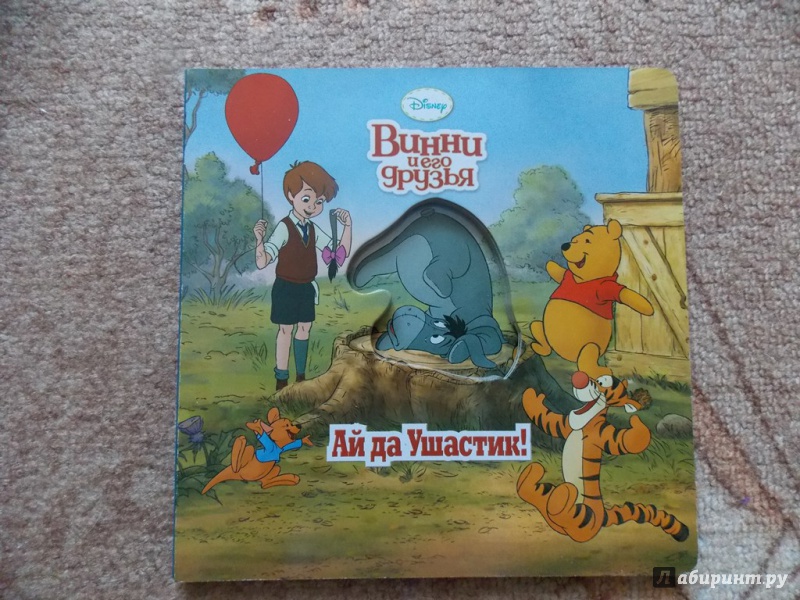 Disney
Винни
и его
друзья
Ай да Ушастик!
Лабиринт.ру